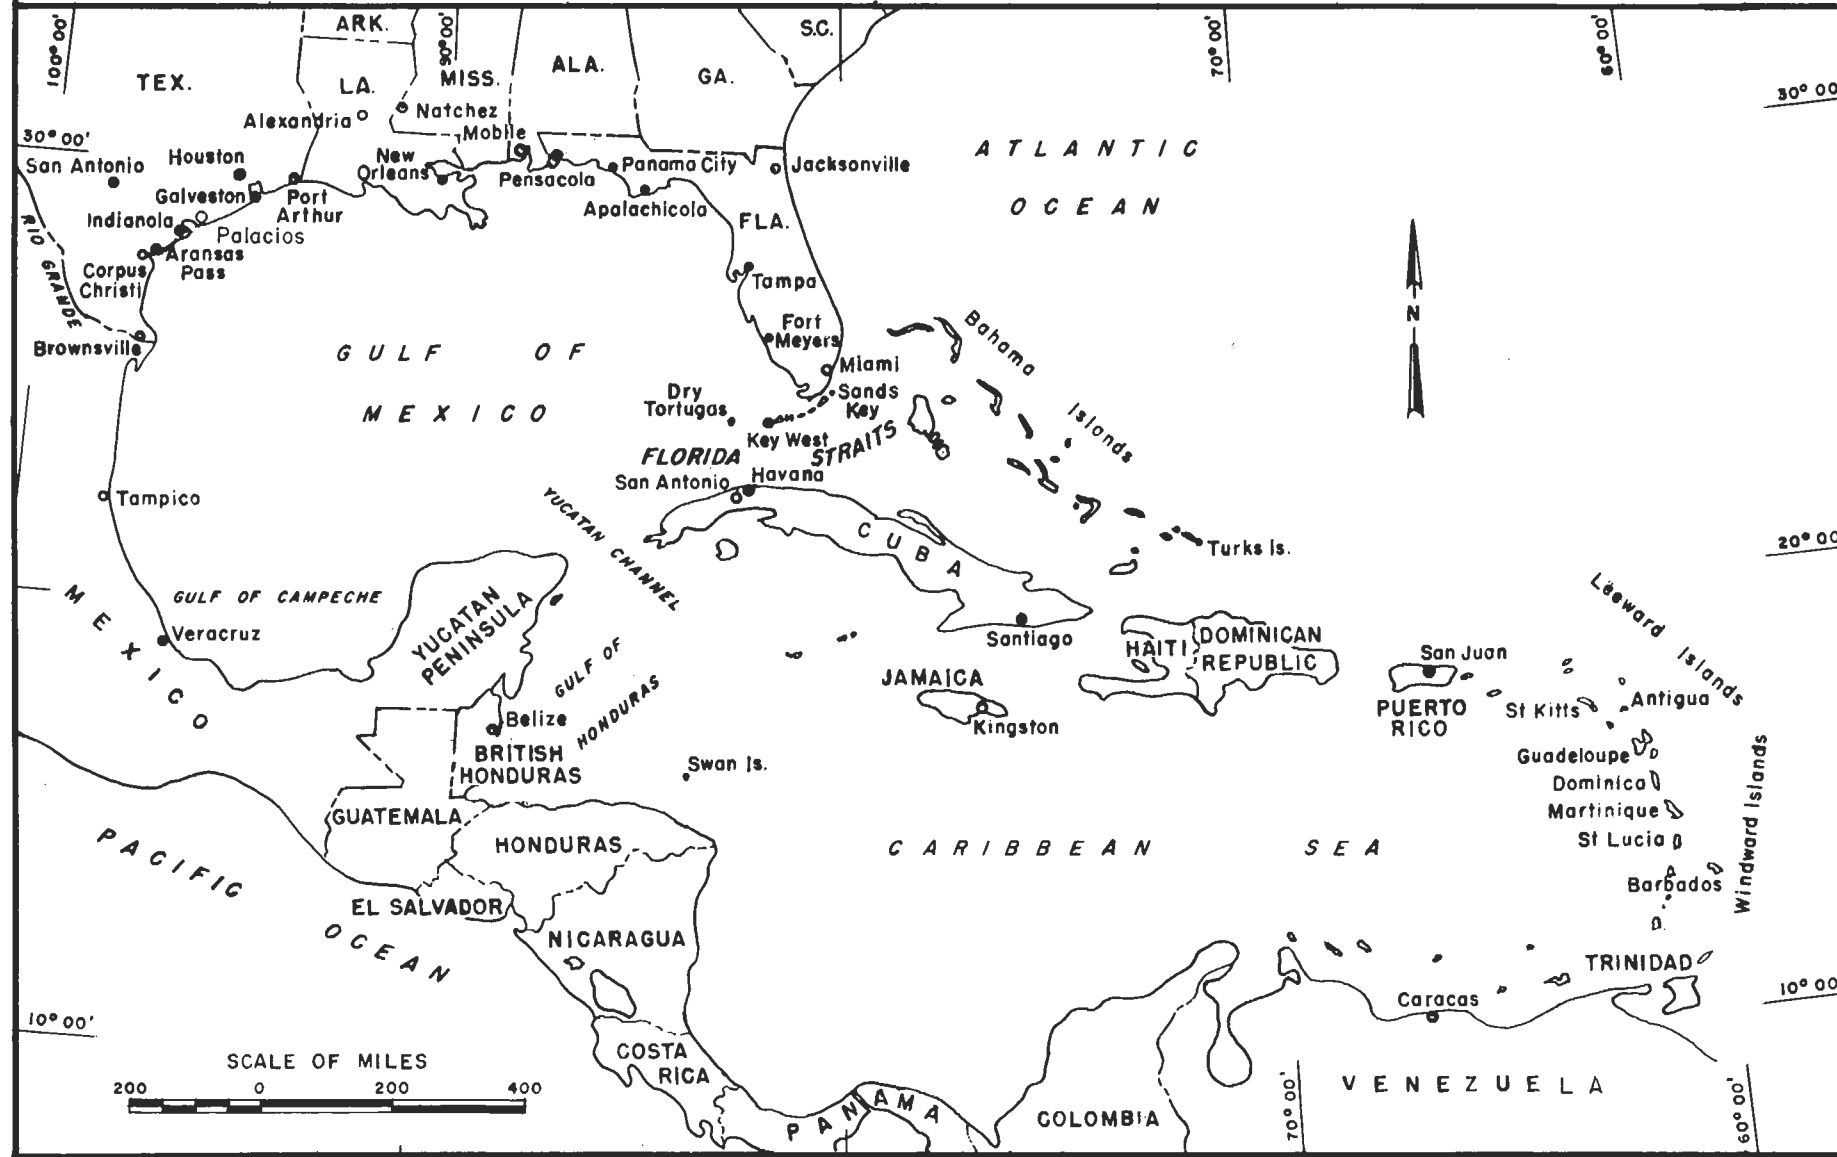 100° 00'
ARK.
90° 00'
S.C.
70° 00'
60° 00'
TEX.
LA.
MISS.
ALA.
GA.
30° 00'
30° 00'
Alexandria
Natchez
Mobile
San Antonio
Houston
New
Orleans
Pensacola
Panama City
Jacksonville
Galveston
Port
Arthur
Apalachicola
FLA.
Indianola
Palacios
Aransas
Pass
Corpus
Christi
RIO GRANDE
Brownsville
Tampa
Fort
Meyers
Miami
Sands
Key
Dry
Tortugas
Key West
ATLANTIC
OCEAN
N
GULF OF
MEXICO
Bahama
Islands
FLORIDA STRAITS
San Antonio
Havana
Tampico
YUCATAN CHANNEL
CUBA
Turks Is.
20° 00'
MEXICO
GULF OF CAMPECHE
Veracruz
YUCATAN
PENINSULA
Santiago
HAITI
DOMINICAN
REPUBLIC
San Juan
PUERTO
RICO
Leeward Islands
St Kitts
Antigua
JAMAICA
Kingston
GULF OF
HONDURAS
Belize
BRITISH
HONDURAS
Swan Is.
Guadeloupe
Dominica
Martinique
St Lucia
Barbados
Windward Islands
GUATEMALA
HONDURAS
CARIBBEAN SEA
PACIFIC
OCEAN
EL SALVADOR
NICARAGUA
TRINIDAD
Caracas
10° 00'
10° 00'
COSTA
RICA
SCALE OF MILES
200 0 200 400
PANAMA
COLOMBIA
VENEZUELA
70° 00'
60° 00'